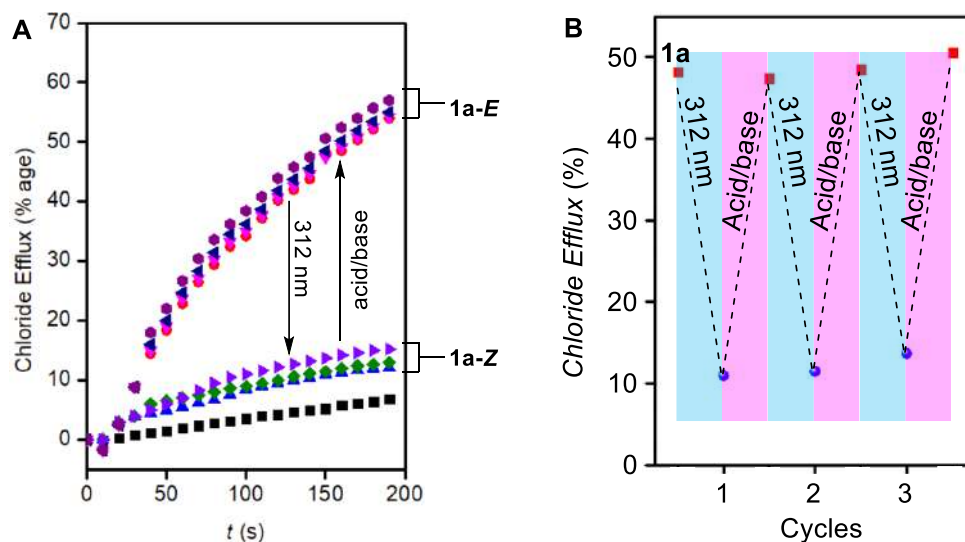 A
Chloride Efflux (% age)
70
60
50
40
30
20
10
0
0
50
100
150
200
t (s)
1a-E
312 nm
acid/base
1a-Z
B
Chloride Efflux (%)
50
40
30
20
10
0
1a
312 nm
Acid/base
312 nm
Acid/base
312 nm
Acid/base
1
2
3
Cycles